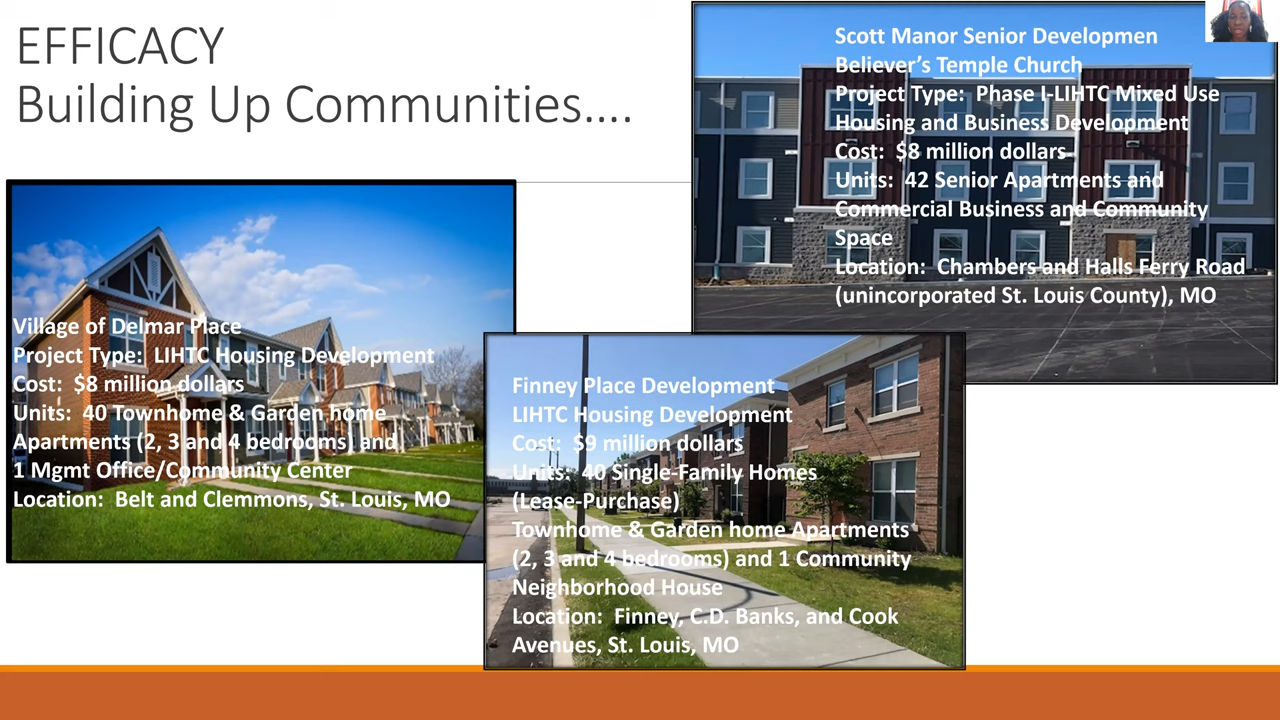 EFFICACY
Building Up Communities....
Scott Manor Senior Developmen
Believer's Temple Church
Project Type:  Phase I-LIHTC Mixed Use
Housing and Business Development
Cost:  $8 million dollars
Units:  42 Senior Apartments and
Commercial Business and Community
Space
Location:  Chambers and Halls Ferry Road
(unincorporated St. Louis County), MO
Village of Delmar Place
Project Type:  LIHTC Housing Development
Cost:  $8 million dollars
Units:  40 Townhome & Garden home
Apartments (2, 3 and 4 bedrooms) and
1 Mgmt Office/Community Center
Location:  Belt and Clemmons, St. Louis, MO
Finney Place Development
LIHTC Housing Development
Cost:  $9 million dollars
Units:  40 Single-Family Homes
(Lease-Purchase)
Townhome & Garden home Apartments
(2, 3 and 4 bedrooms) and 1 Community
Neighborhood House
Location:  Finney, C.D. Banks, and Cook
Avenues, St. Louis, MO